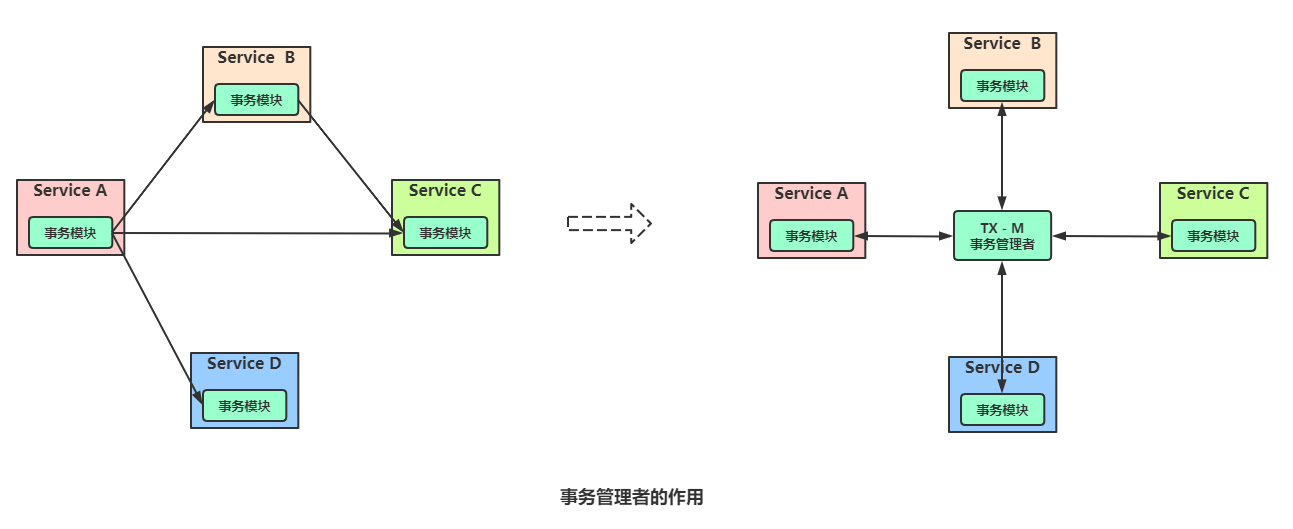 Service B
事务模块
Service A
事务模块
Service C
事务模块
Service D
事务模块
Service B
事务模块
Service A
事务模块
TX - M
事务管理者
Service C
事务模块
Service D
事务模块
事务管理者的作用